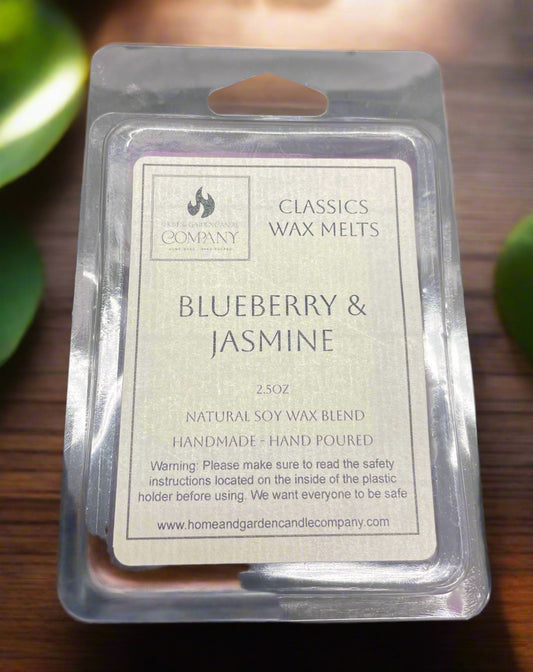 COMPANY
CLASSICS
WAX MELTS
BLUEBERRY &
JASMINE
2.5OZ
NATURAL SOY WAX BLEND
HANDMADE - HAND POURED
Warning: Please make sure to read the safety
instructions located on the inside of the plastic
holder before using. We want everyone to be safe
www.homeandgardencandlecompany.com